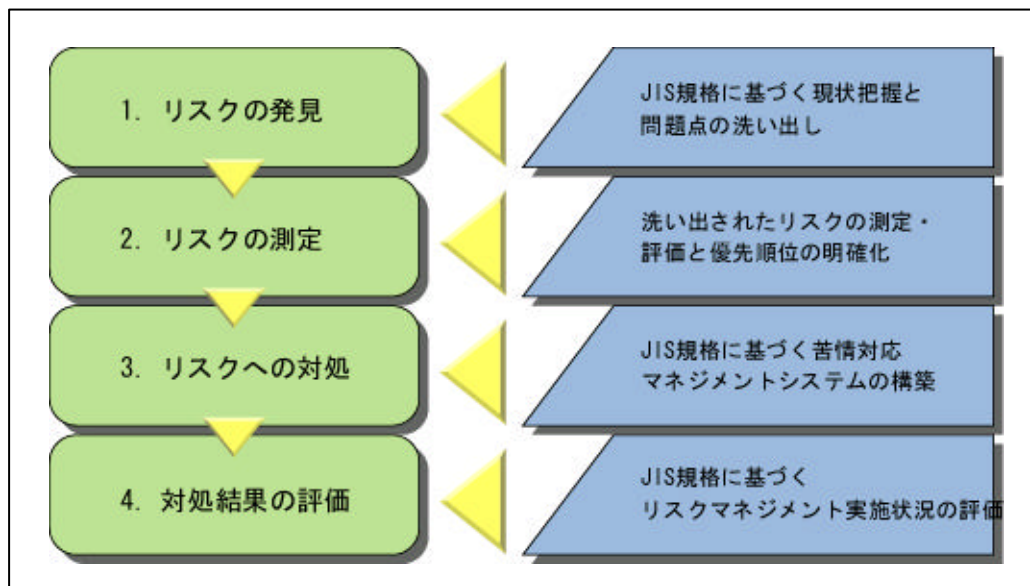 1. リスクの発見
JIS規格に基づく現状把握と
問題点の洗い出し
2. リスクの測定
洗い出されたリスクの測定・
評価と優先順位の明確化
3. リスクへの対処
JIS規格に基づく苦情対応
マネジメントシステムの構築
4. 対処結果の評価
JIS規格に基づく
リスクマネジメント実施状況の評価